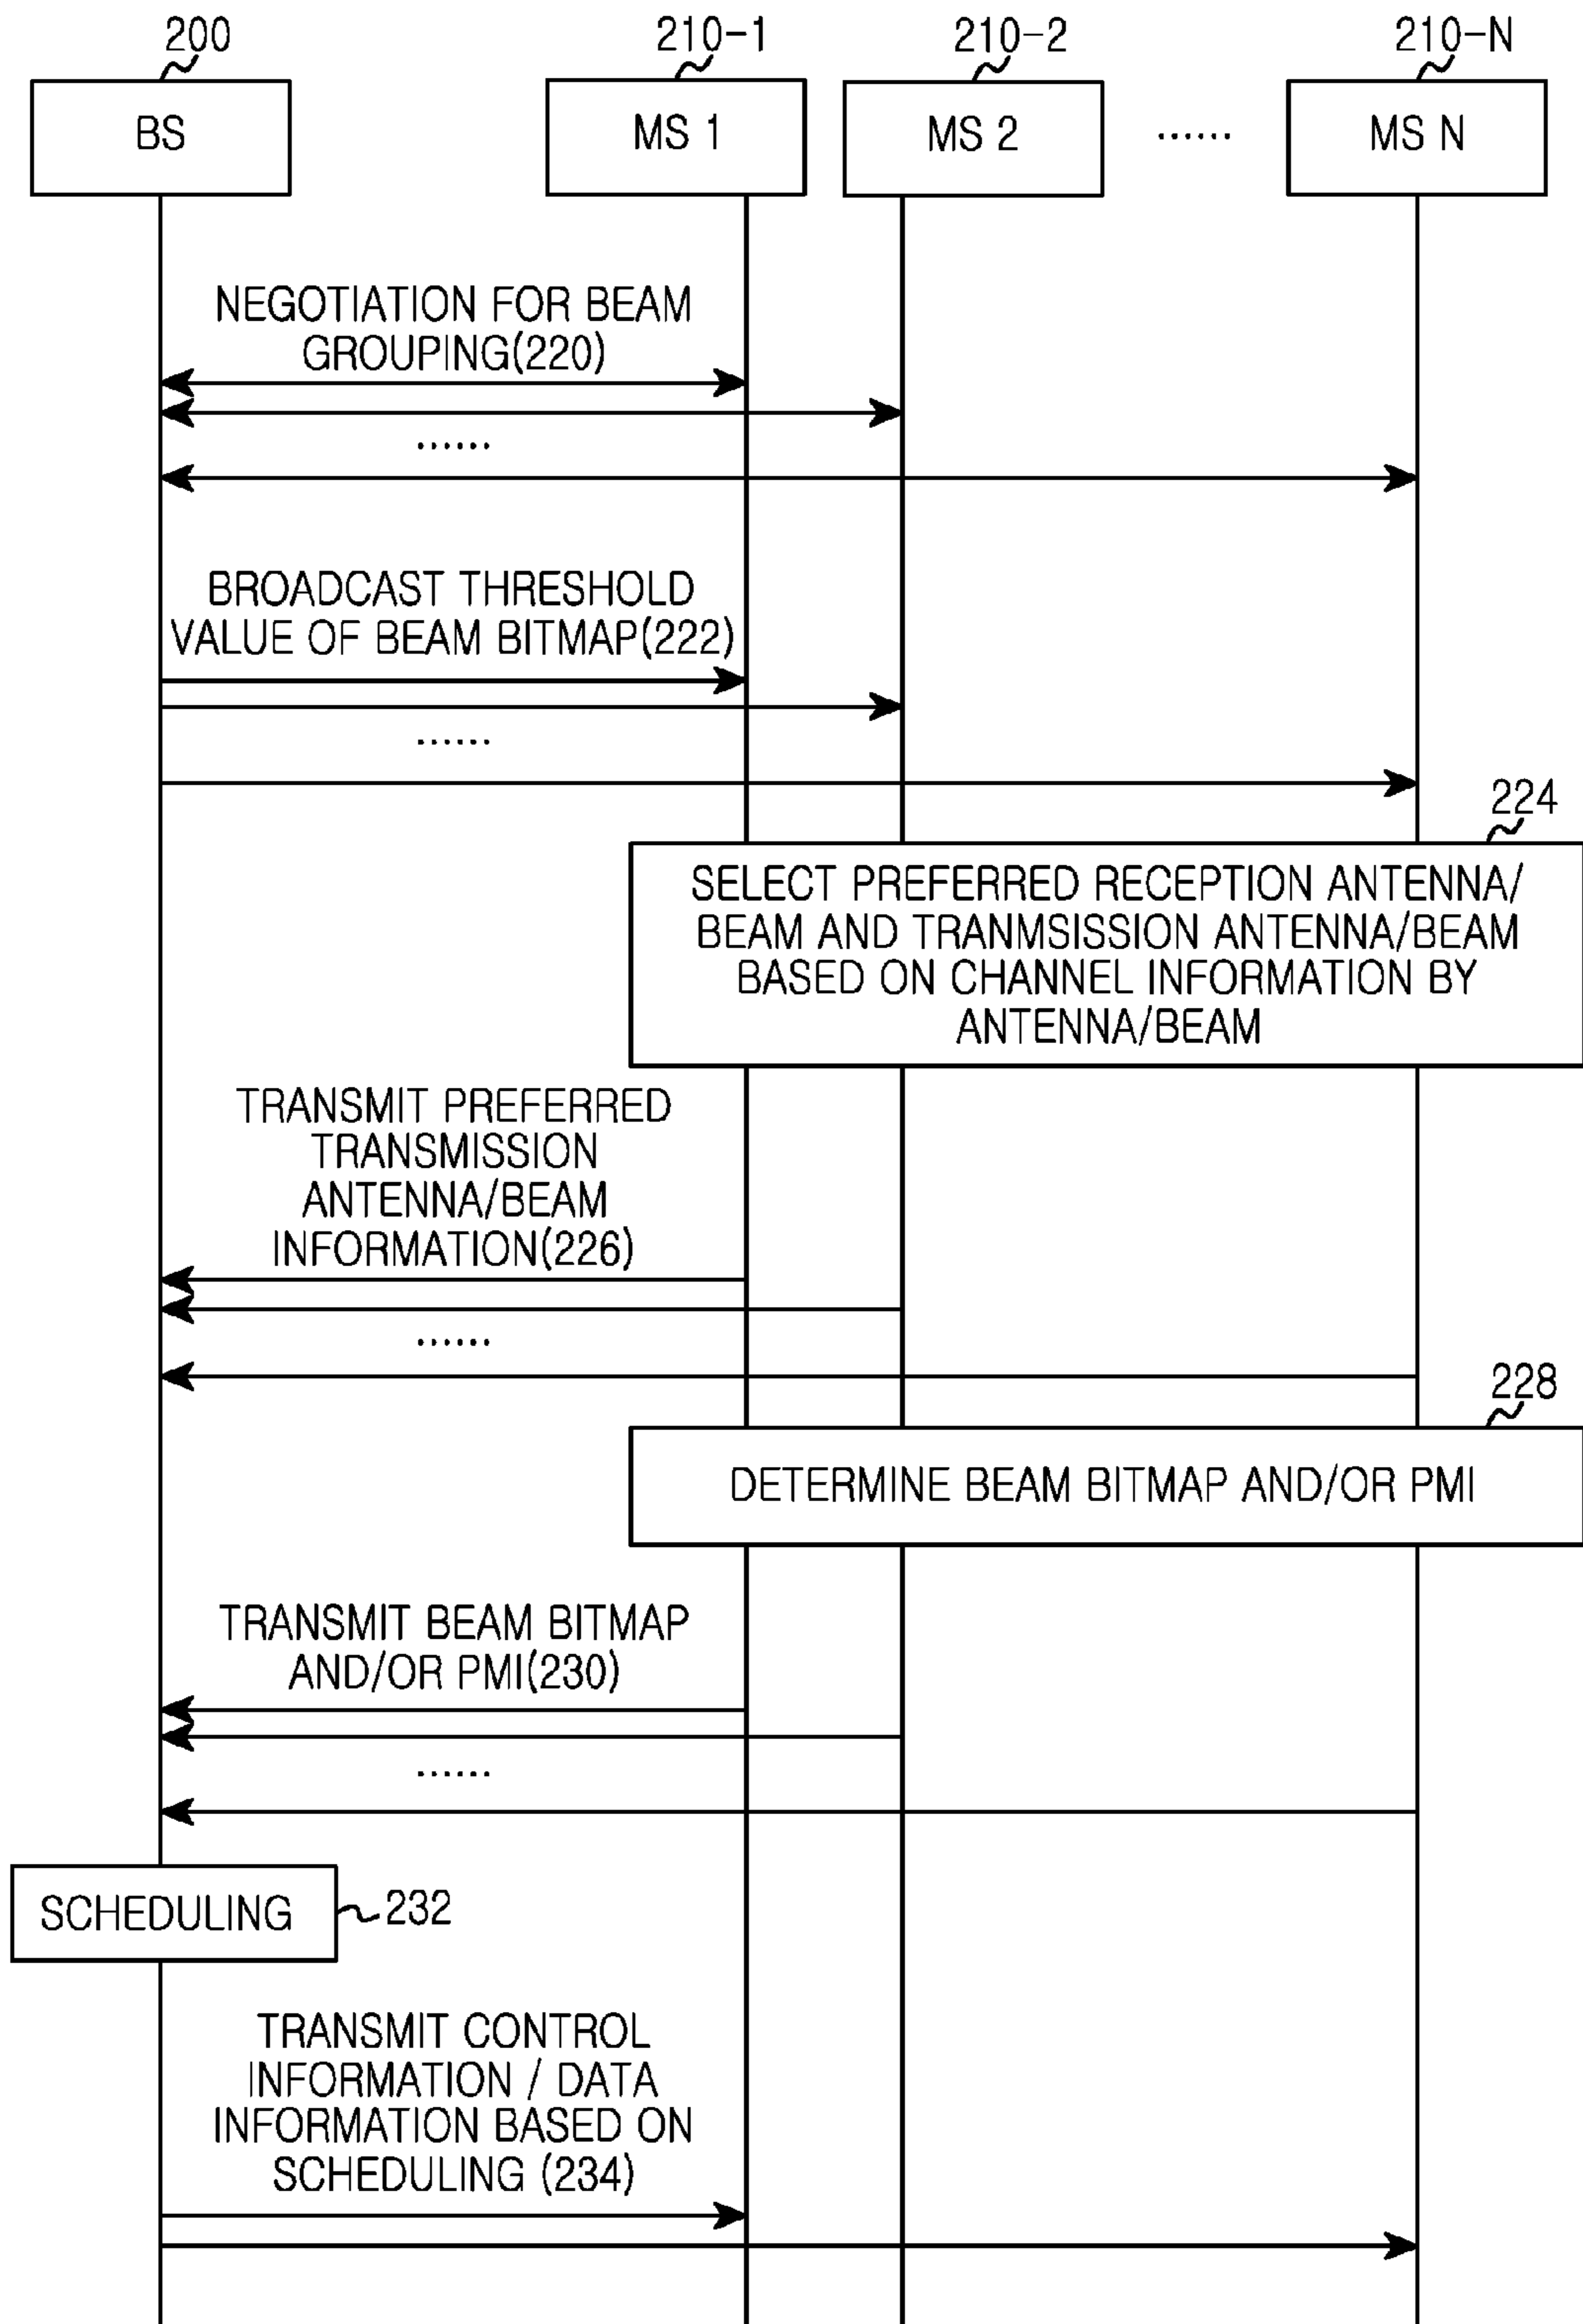 200
210-1
210-2
210-N
BS
MS 1
MS 2
······
MS N
NEGOTIATION FOR BEAM
GROUPING(220)
······
BROADCAST THRESHOLD
VALUE OF BEAM BITMAP(222)
······
224
SELECT PREFERRED RECEPTION ANTENNA/
BEAM AND TRANMSISSION ANTENNA/BEAM
BASED ON CHANNEL INFORMATION BY
ANTENNA/BEAM
TRANSMIT PREFERRED
TRANSMISSION
ANTENNA/BEAM
INFORMATION(226)
······
228
DETERMINE BEAM BITMAP AND/OR PMI
TRANSMIT BEAM BITMAP
AND/OR PMI(230)
······
SCHEDULING
232
TRANSMIT CONTROL
INFORMATION / DATA
INFORMATION BASED ON
SCHEDULING (234)